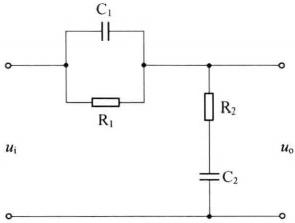 C₁
R₁
R₂
uᵢ
uₒ
C₂